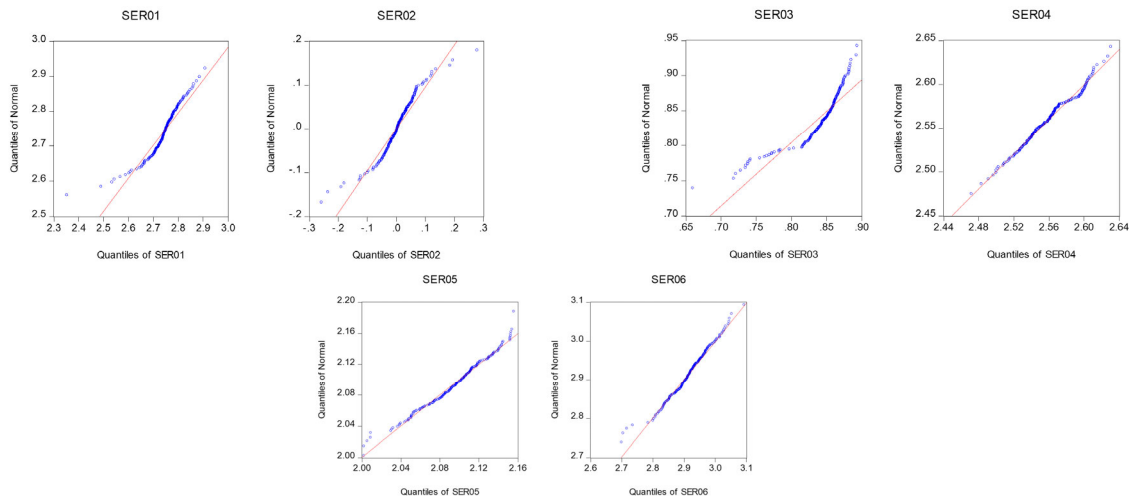 SER01
Quantiles of Normal
3.0
2.9
2.8
2.7
2.6
2.5
2.3 2.4 2.5 2.6 2.7 2.8 2.9 3.0
Quantiles of SER01
SER02
Quantiles of Normal
.2
.1
.0
-.1
-.2
-.3 -.2 -.1 .0 .1 .2 .3
Quantiles of SER02
SER03
Quantiles of Normal
.95
.90
.85
.80
.75
.70
.65 .70 .75 .80 .85 .90
Quantiles of SER03
SER04
Quantiles of Normal
2.65
2.60
2.55
2.50
2.45
2.44 2.48 2.52 2.56 2.60 2.64
Quantiles of SER04
SER05
Quantiles of Normal
2.20
2.16
2.12
2.08
2.04
2.00
2.00 2.04 2.08 2.12 2.16
Quantiles of SER05
SER06
Quantiles of Normal
3.1
3.0
2.9
2.8
2.7
2.6 2.7 2.8 2.9 3.0 3.1
Quantiles of SER06